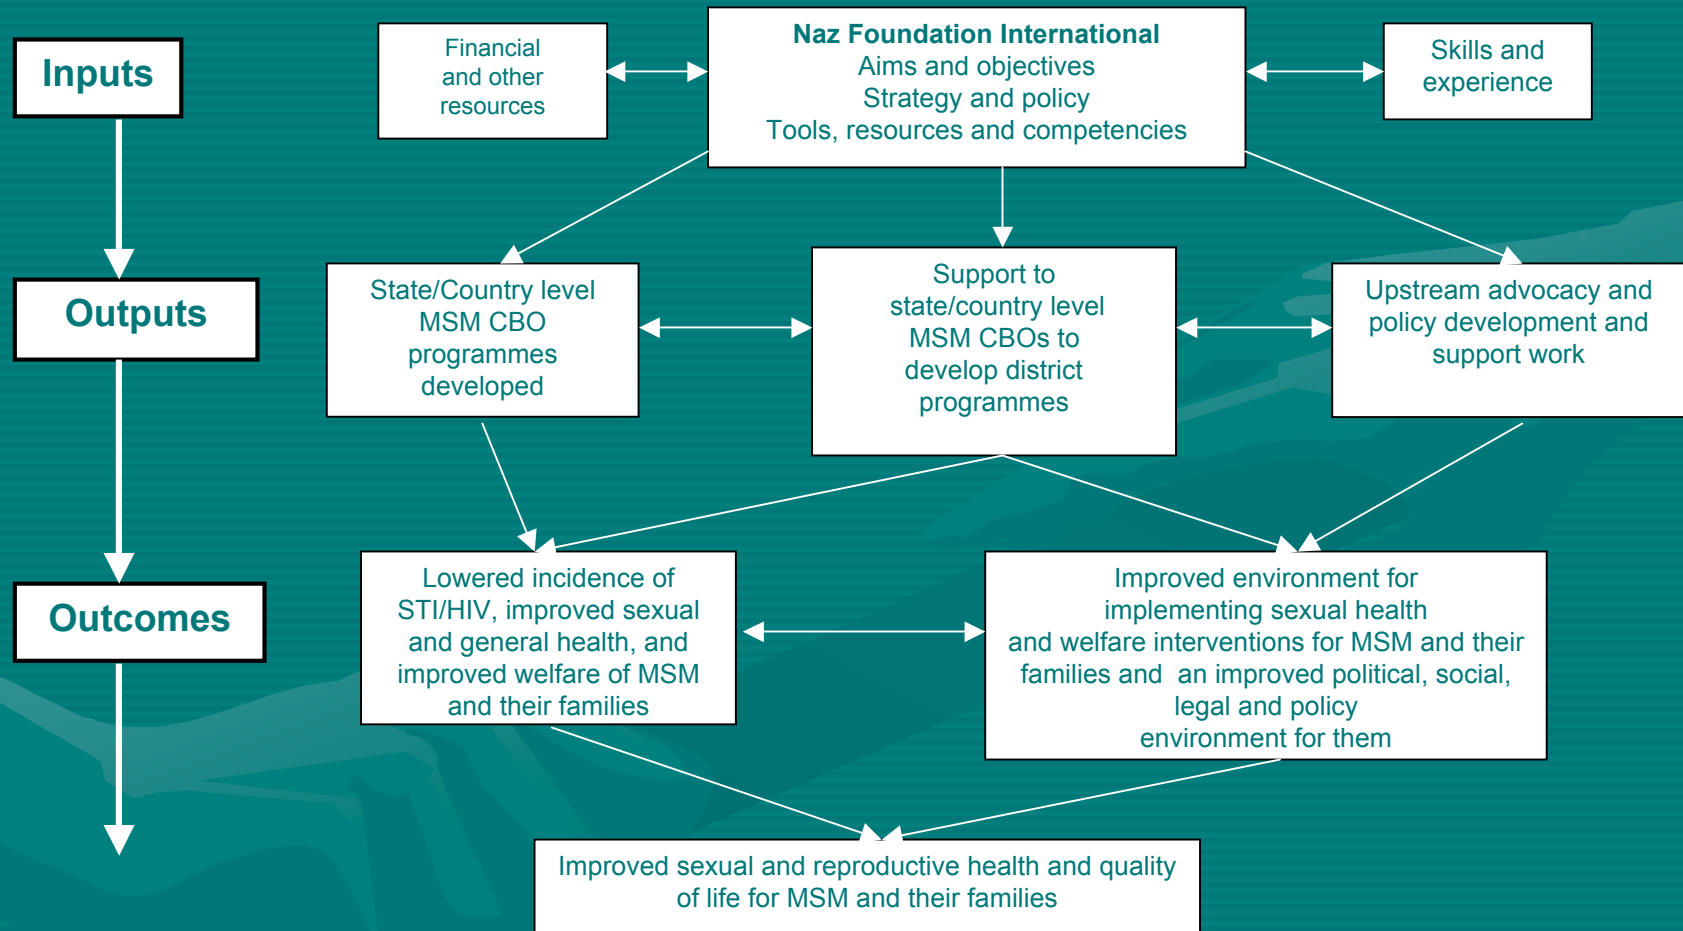 Inputs
Financial
and other
resources
Naz Foundation International
Aims and objectives
Strategy and policy
Tools, resources and competencies
Skills and
experience
Outputs
State/Country level
MSM CBO
programmes
developed
Support to
state/country level
MSM CBOs to
develop district
programmes
Upstream advocacy and
policy development and
support work
Outcomes
Lowered incidence of
STI/HIV, improved sexual
and general health, and
improved welfare of MSM
and their families
Improved environment for
implementing sexual health
and welfare interventions for MSM and their
families and an improved political, social,
legal and policy
environment for them
Improved sexual and reproductive health and quality
of life for MSM and their families